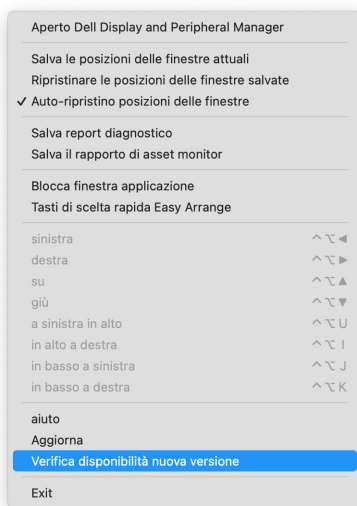 Aperto Dell Display and Peripheral Manager
Salva le posizioni delle finestre attuali
Ripristinare le posizioni delle finestre salvate
✓ Auto-ripristino posizioni delle finestre
Salva report diagnostico
Salva il rapporto di asset monitor
Blocca finestra applicazione
Tasti di scelta rapida Easy Arrange
sinistra ^⌥◀
destra ^⌥▶
su ^⌥▲
giù ^⌥▼
a sinistra in alto ^⌥U
in alto a destra ^⌥I
in basso a sinistra ^⌥J
in basso a destra ^⌥K
aiuto
Aggiorna
Verifica disponibilità nuova versione
Exit